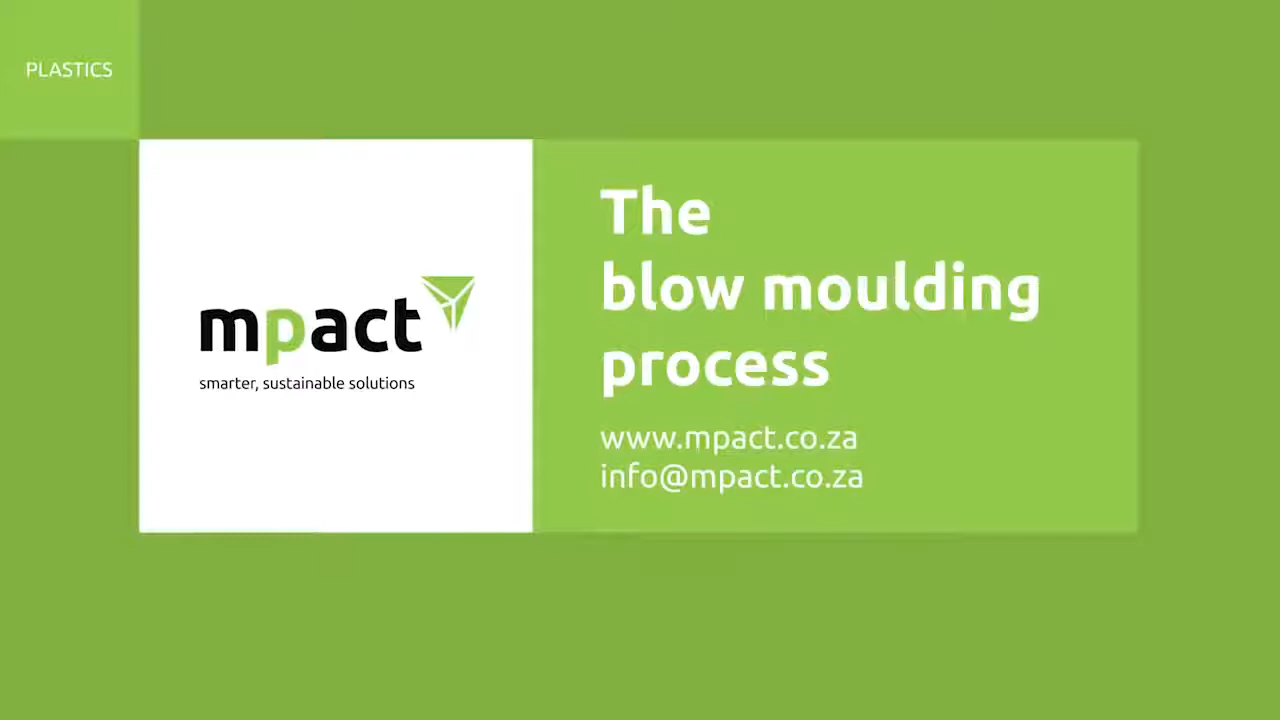 PLASTICS
mpact
smarter, sustainable solutions
The
blow moulding
process
www.mpact.co.za
info@mpact.co.za